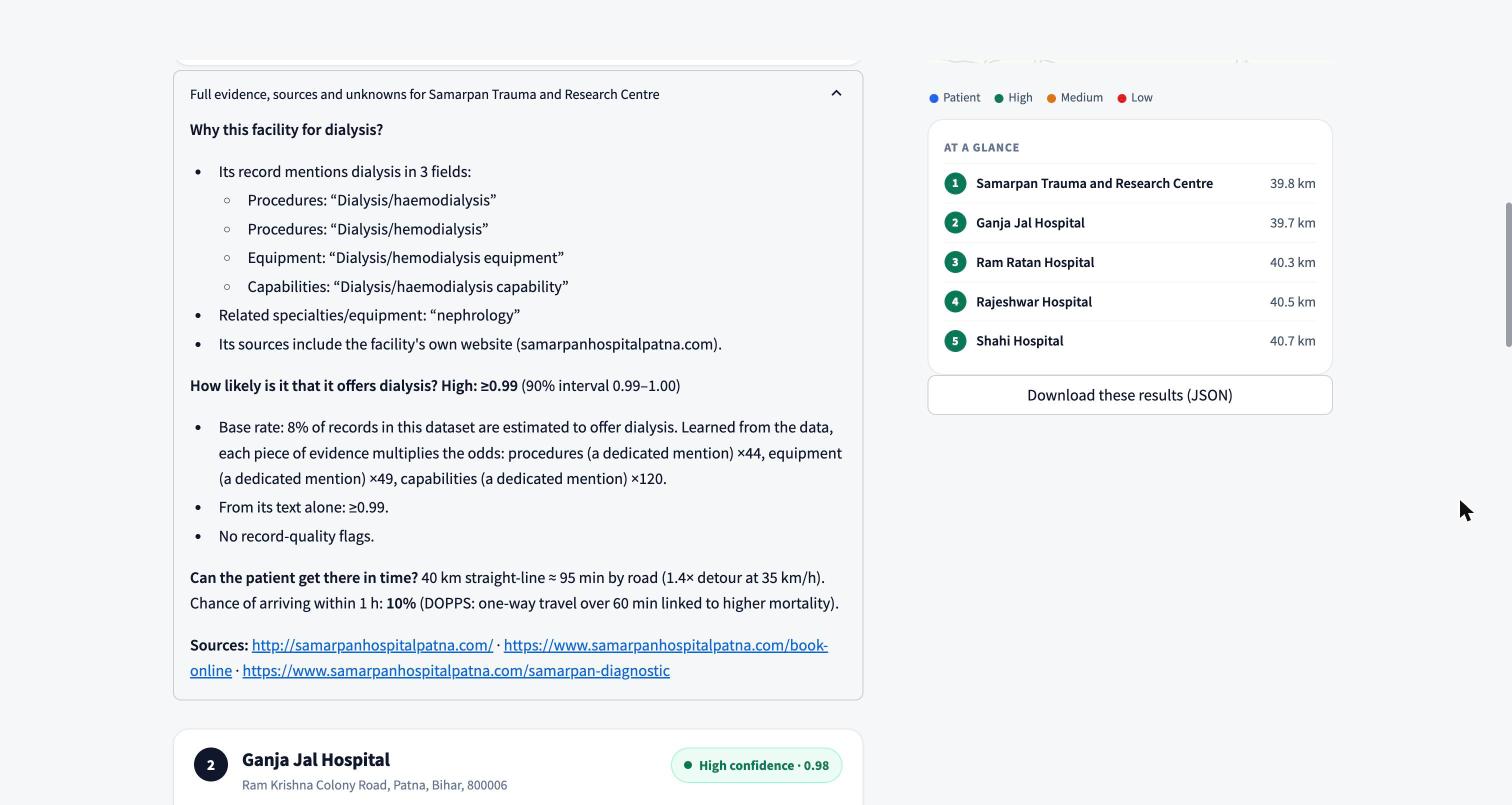 Full evidence, sources and unknowns for Samarpan Trauma and Research Centre
Why this facility for dialysis?
• Its record mentions dialysis in 3 fields:
○ Procedures: “Dialysis/haemodialysis”
○ Procedures: “Dialysis/hemodialysis”
○ Equipment: “Dialysis/hemodialysis equipment”
○ Capabilities: “Dialysis/haemodialysis capability”
• Related specialties/equipment: “nephrology”
• Its sources include the facility's own website (samarpanhospitalpatna.com).
How likely is it that it offers dialysis? High: ≥0.99 (90% interval 0.99–1.00)
• Base rate: 8% of records in this dataset are estimated to offer dialysis. Learned from the data,
each piece of evidence multiplies the odds: procedures (a dedicated mention) ×44, equipment
(a dedicated mention) ×49, capabilities (a dedicated mention) ×120.
• From its text alone: ≥0.99.
• No record-quality flags.
Can the patient get there in time? 40 km straight-line ≈ 95 min by road (1.4× detour at 35 km/h).
Chance of arriving within 1 h: 10% (DOPPS: one-way travel over 60 min linked to higher mortality).
Sources: http://samarpanhospitalpatna.com/ · https://www.samarpanhospitalpatna.com/book-
online · https://www.samarpanhospitalpatna.com/samarpan-diagnostic
2 Ganja Jal Hospital
High confidence · 0.98
Ram Krishna Colony Road, Patna, Bihar, 800006
Patient High Medium Low
AT A GLANCE
1 Samarpan Trauma and Research Centre 39.8 km
2 Ganja Jal Hospital 39.7 km
3 Ram Ratan Hospital 40.3 km
4 Rajeshwar Hospital 40.5 km
5 Shahi Hospital 40.7 km
Download these results (JSON)